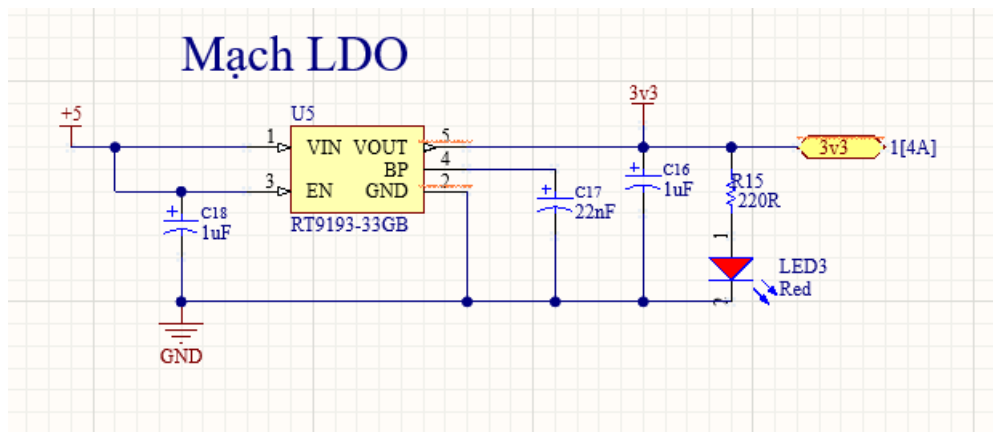 Mạch LDO
+5
U5
3v3
1
VIN
VOUT
5
3v3
1[4A]
BP
4
3
EN
GND
2
C16
1uF
R15
220R
C17
22nF
C18
1uF
RT9193-33GB
1
LED3
Red
2
GND